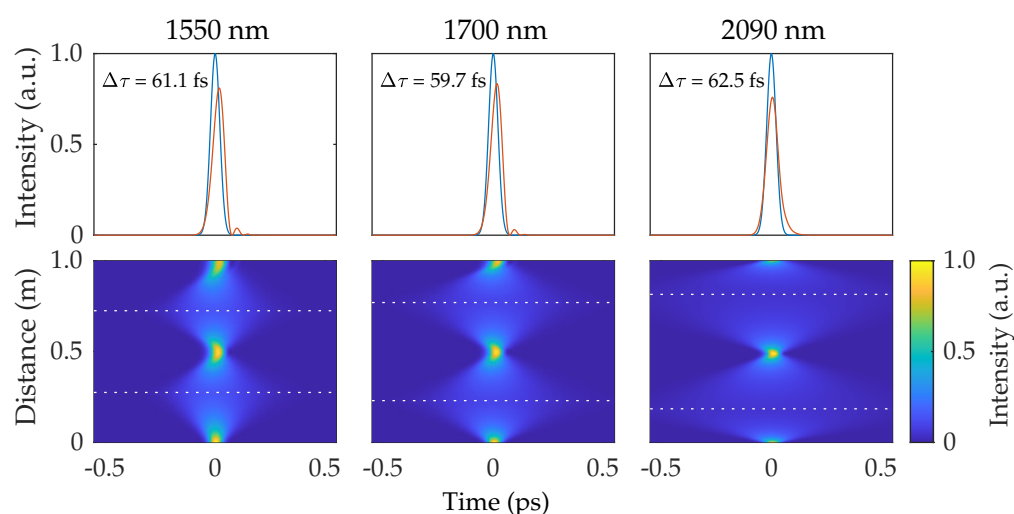 1550 nm 1700 nm 2090 nm
Intensity (a.u.)
1.0
0.5
0
Δτ = 61.1 fs
Δτ = 59.7 fs
Δτ = 62.5 fs
Distance (m)
1.0
0.5
0
-0.5 0 0.5
-0.5 0 0.5
-0.5 0 0.5
Time (ps)
1.0
0.5
0
Intensity (a.u.)